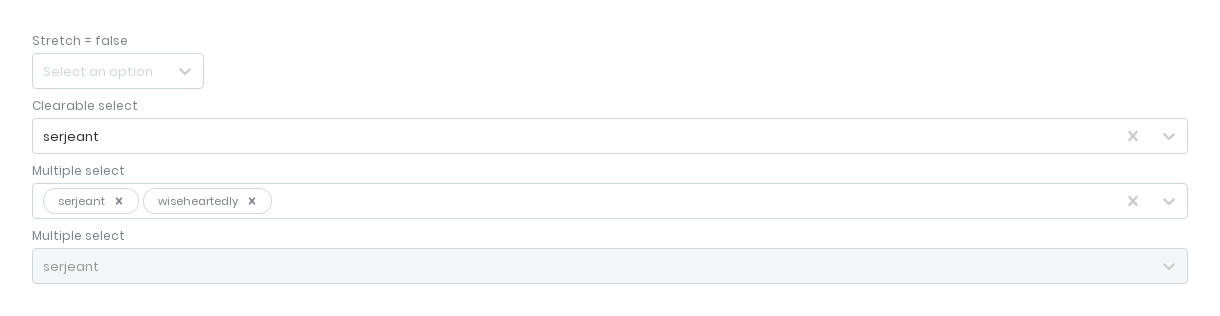 Stretch = false
Select an option
Clearable select
serjeant
Multiple select
serjeant wiseheartedly
Multiple select
serjeant